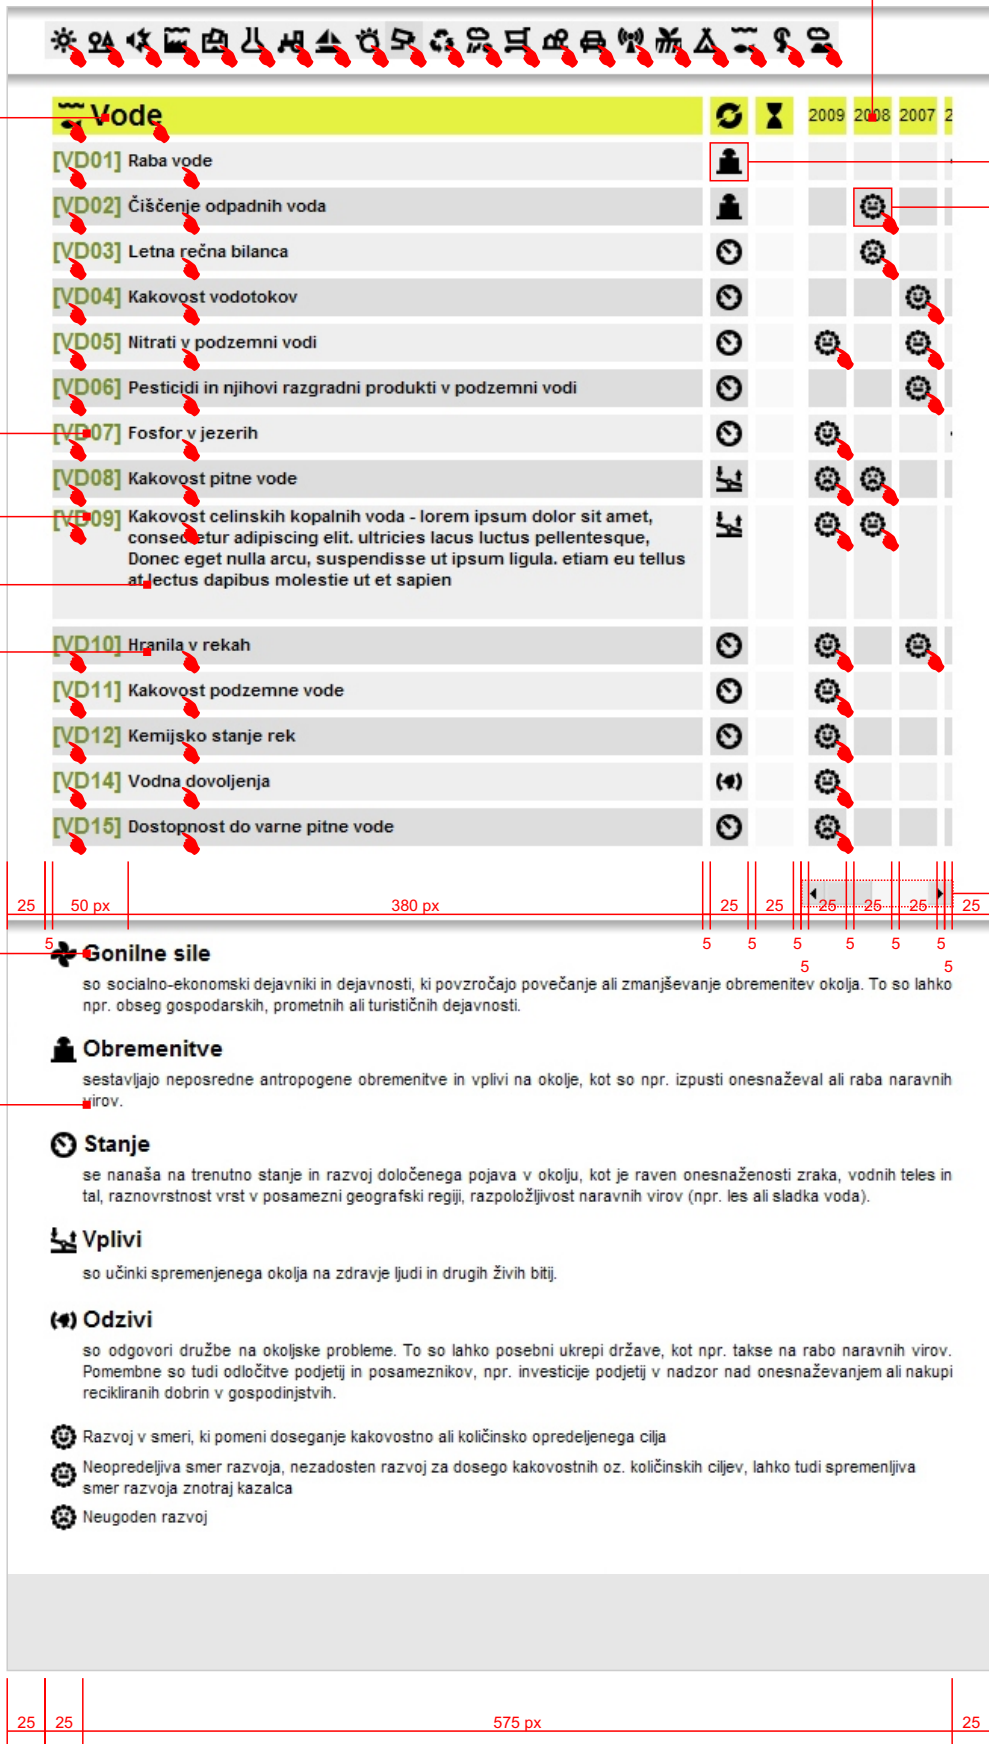 Vode 2009 2008 2007 2
[VD01] Raba vode
[VD02] Čiščenje odpadnih voda
[VD03] Letna rečna bilanca
[VD04] Kakovost vodotokov
[VD05] Nitrati v podzemni vodi
[VD06] Pesticidi in njihovi razgradni produkti v podzemni vodi
[VD07] Fosfor v jezerih
[VD08] Kakovost pitne vode
[VD09] Kakovost celinskih kopalnih voda - lorem ipsum dolor sit amet,
consectetur adipiscing elit. ultricies lacus luctus pellentesque,
Donec eget nulla arcu, suspendisse ut ipsum ligula. etiam eu tellus
at lectus dapibus molestie ut et sapien
[VD10] Hranila v rekah
[VD11] Kakovost podzemne vode
[VD12] Kemijsko stanje rek
[VD14] Vodna dovoljenja
[VD15] Dostopnost do varne pitne vode
25 50 px 380 px 25 25 25 25 25 25
5 5 5 5 5 5 5
5 5
Gonilne sile
so socialno-ekonomski dejavniki in dejavnosti, ki povzročajo povečanje ali zmanjševanje obremenitev okolja. To so lahko
npr. obseg gospodarskih, prometnih ali turističnih dejavnosti.
Obremenitve
sestavljajo neposredne antropogene obremenitve in vplivi na okolje, kot so npr. izpusti onesnaževal ali raba naravnih
virov.
Stanje
se nanaša na trenutno stanje in razvoj določenega pojava v okolju, kot je raven onesnaženosti zraka, vodnih teles in
tal, raznovrstnost vrst v posamezni geografski regiji, razpoložljivost naravnih virov (npr. les ali sladka voda).
Vplivi
so učinki spremenjenega okolja na zdravje ljudi in drugih živih bitij.
Odzivi
so odgovori družbe na okoljske probleme. To so lahko posebni ukrepi države, kot npr. takse na rabo naravnih virov.
Pomembne so tudi odločitve podjetij in posameznikov, npr. investicije podjetij v nadzor nad onesnaževanjem ali nakupi
recikliranih dobrin v gospodinjstvih.
Razvoj v smeri, ki pomeni doseganje kakovostno ali količinsko opredeljenega cilja
Neopredeljiva smer razvoja, nezadosten razvoj za dosego kakovostnih oz. količinskih ciljev, lahko tudi spremenljiva
smer razvoja znotraj kazalca
Neugoden razvoj
25 25 575 px 25